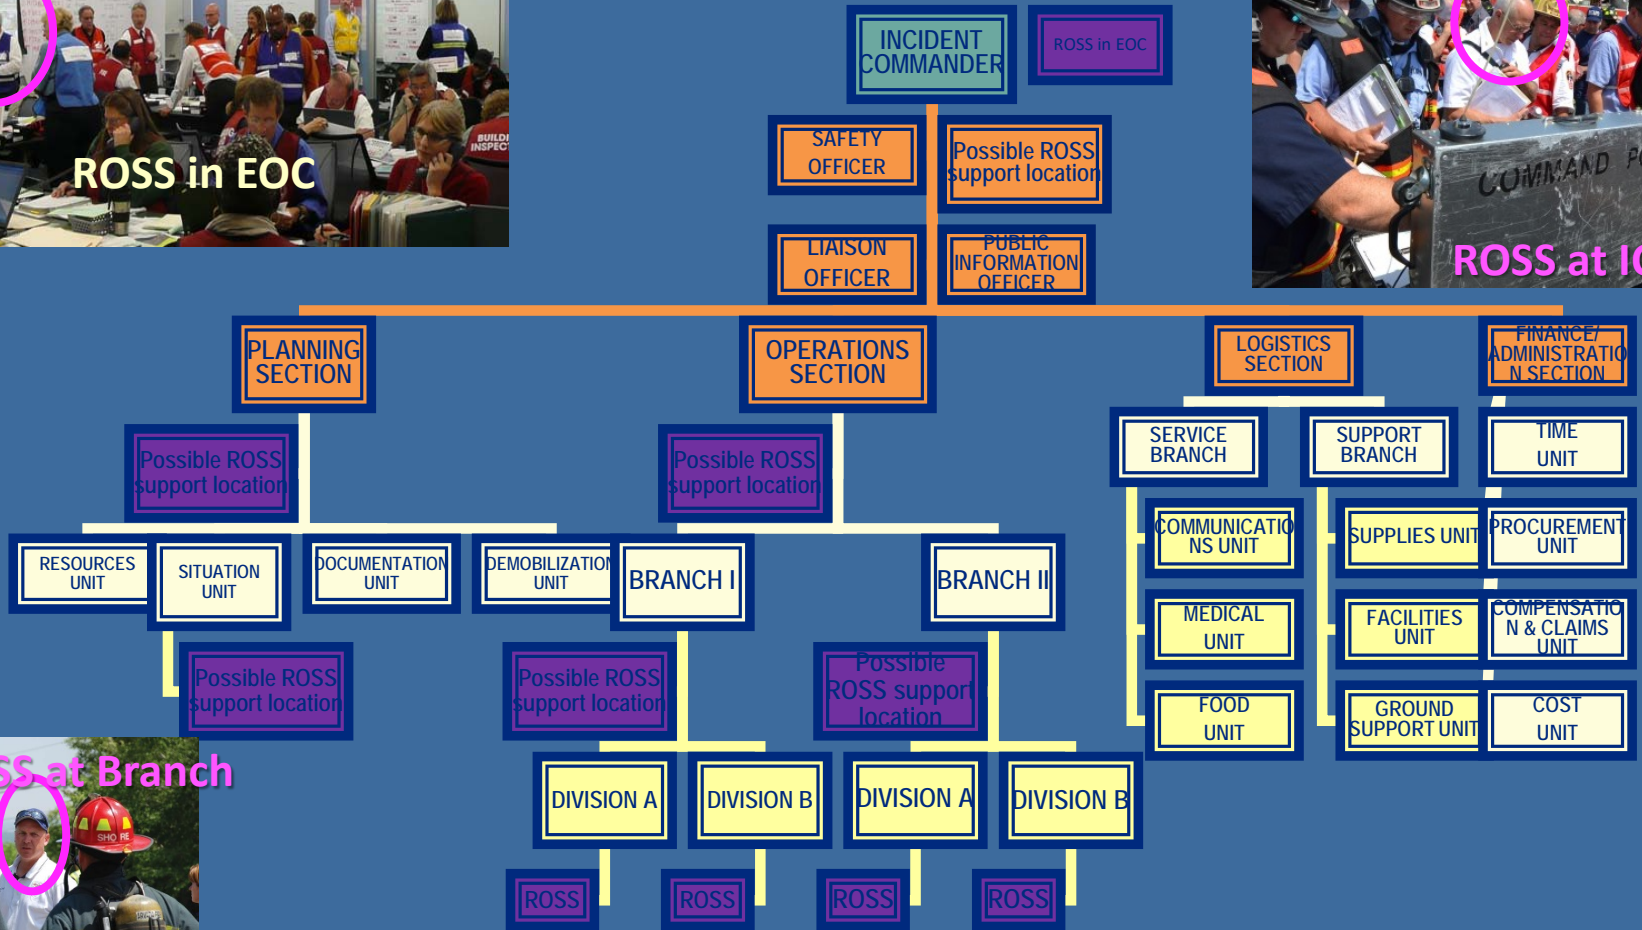 INCIDENT
COMMANDER
ROSS in EOC
ROSS in EOC
BUILDI
INSPEC
SAFETY
OFFICER
Possible ROSS
support location
COMMAND PO
ROSS at IC
LIAISON
OFFICER
PUBLIC
INFORMATION
OFFICER
PLANNING
SECTION
OPERATIONS
SECTION
LOGISTICS
SECTION
FINANCE/
ADMINISTRATIO
N SECTION
Possible ROSS
support location
Possible ROSS
support location
SERVICE
BRANCH
SUPPORT
BRANCH
TIME
UNIT
RESOURCES
UNIT
SITUATION
UNIT
DOCUMENTATION
UNIT
DEMOBILIZATION
UNIT
BRANCH I
BRANCH II
COMMUNICATIO
NS UNIT
SUPPLIES UNIT
PROCUREMENT
UNIT
MEDICAL
UNIT
FACILITIES
UNIT
COMPENSATIO
N & CLAIMS
UNIT
Possible ROSS
support location
Possible ROSS
support location
Possible
ROSS support
location
FOOD
UNIT
GROUND
SUPPORT UNIT
COST
UNIT
SS at Branch
SHORE
DIVISION A
DIVISION B
DIVISION A
DIVISION B
ROSS
ROSS
ROSS
ROSS